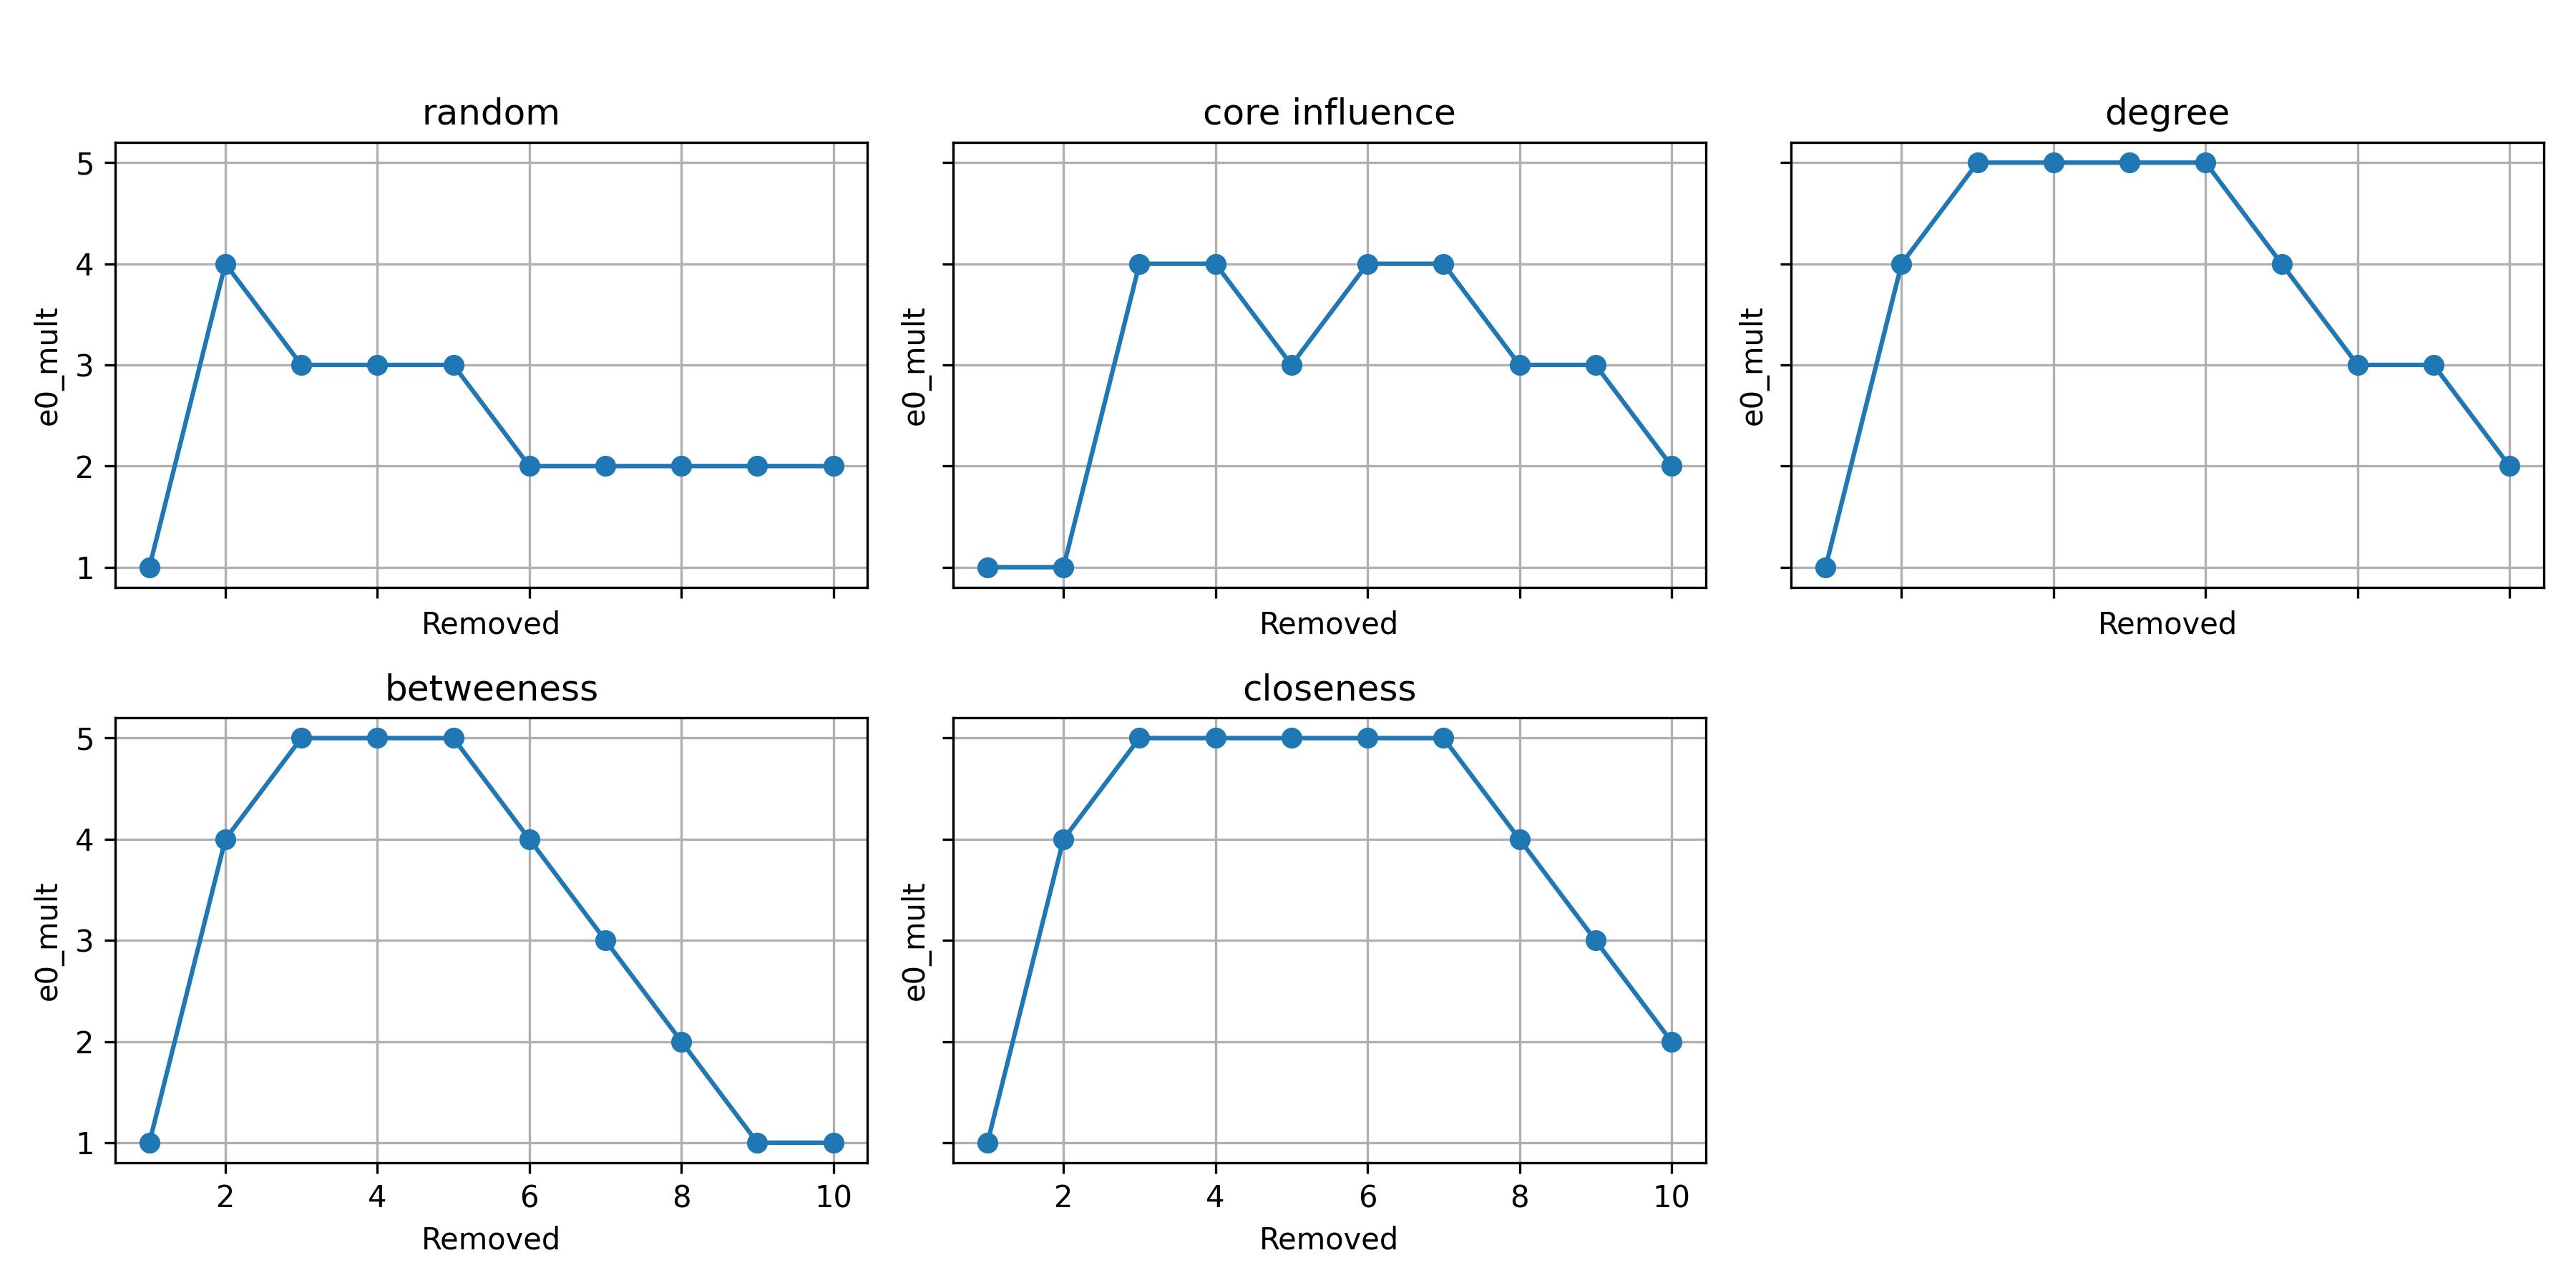 random
core influence
degree
5
4
3
2
1
e0_mult
e0_mult
e0_mult
Removed
Removed
Removed
betweeness
closeness
5
4
3
2
1
e0_mult
e0_mult
2 4 6 8 10
2 4 6 8 10
Removed
Removed